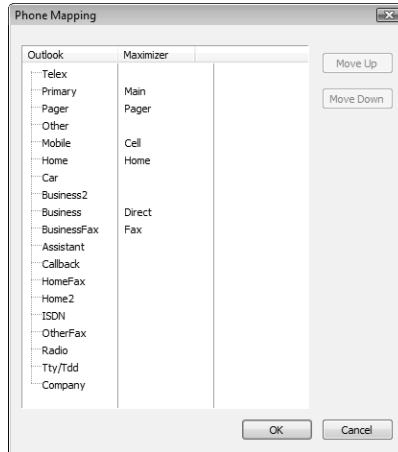 Phone Mapping
Outlook Maximizer
Move Up
Telex
Primary Main
Move Down
Pager Pager
Other
Mobile Cell
Home Home
Car
Business2
Business Direct
BusinessFax Fax
Assistant
Callback
HomeFax
Home2
ISDN
OtherFax
Radio
Tty/Tdd
Company
OK Cancel